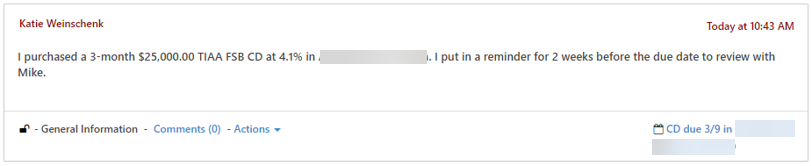 Katie Weinschenk
Today at 10:43 AM
I purchased a 3-month $25,000.00 TIAA FSB CD at 4.1% in . I put in a reminder for 2 weeks before the due date to review with
Mike.
- General Information - Comments (0) - Actions
CD due 3/9 in